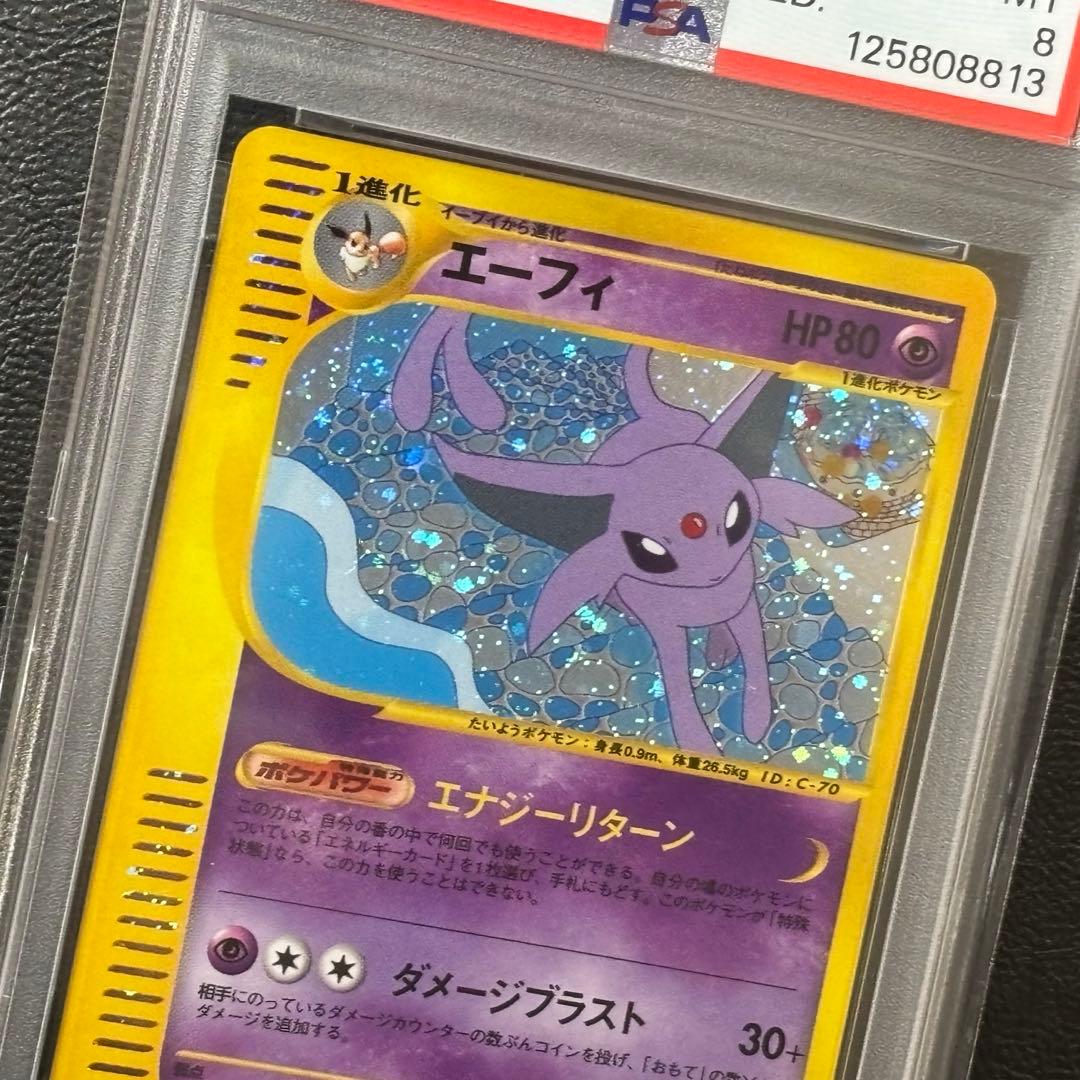 PSA
ED.
MT
8
125808813
1進化
イーブイから進化
エーフィ
HP80
1進化ポケモン
たいようポケモン：身長0.9m、体重26.5kg ID：C-70
特殊能力
ポケパワー
エナジーリターン
この力は、自分の番の中で何回でも使うことができる。自分の場のポケモンに
ついている「エネルギーカード」を1枚選び、手札にもどす。このポケモンが「特殊
状態」なら、この力を使うことはできない。
ダメージブラスト
30+
相手にのっているダメージカウンターの数ぶんコインを投げ、「おもて」の数
ダメージを追加する。
弱点